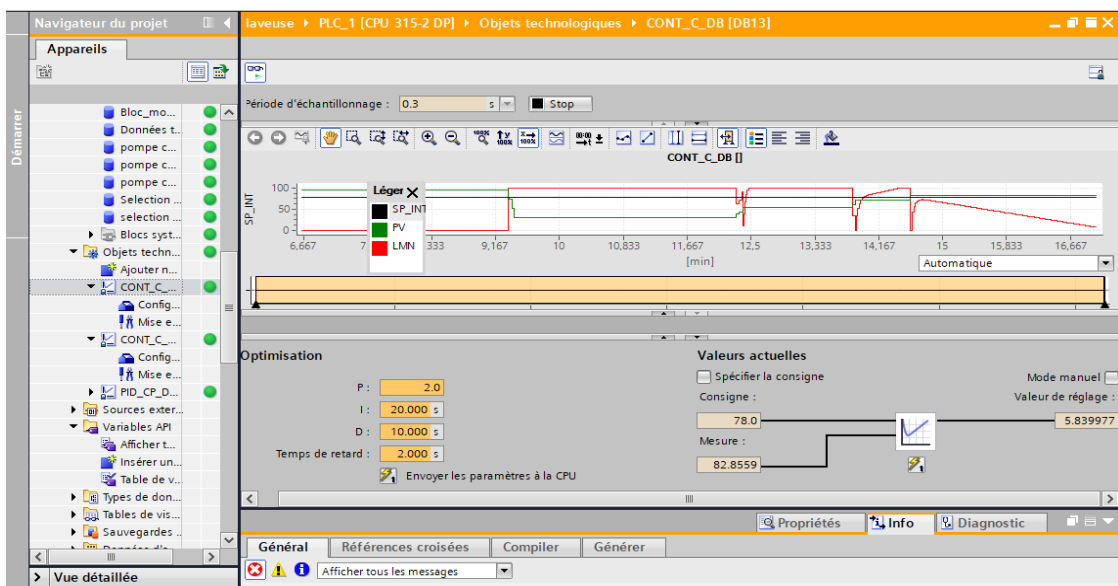 Navigateur du projet
laveuse PLC_1 [CPU 315-2 DP] Objets technologiques CONT_C_DB [DB13]
Démarrer
Appareils
Période d'échantillonnage : 0.3 s Stop
Bloc_mo...
Données t...
pompe c...
pompe c...
pompe c...
Selection ...
selection ...
Blocs syst...
Objets techn...
Ajouter n...
CONT_C_...
Config...
Mise e...
CONT_C_...
Config...
Mise e...
PID_CP_D...
Sources exter...
Variables API
Afficher t...
Insérer un...
Table de v...
Types de don...
Tables de vis...
Sauvegardes ...
Vue détaillée
CONT_C_DB []
SP_INT
100
50
0
Léger
SP_INT
PV
LMN
6,667 7 333 9,167 10 10,833 11,667 12,5 13,333 14,167 15 15,833 16,667
[min]
Automatique
Optimisation
P : 2.0
I : 20.000 s
D : 10.000 s
Temps de retard : 2.000 s
Envoyer les paramètres à la CPU
Valeurs actuelles
Spécifier la consigne
Mode manuel
Consigne :
Valeur de réglage :
78.0
5.839977
Mesure :
82.8559
Propriétés Info Diagnostic
Général Références croisées Compiler Générer
Afficher tous les messages